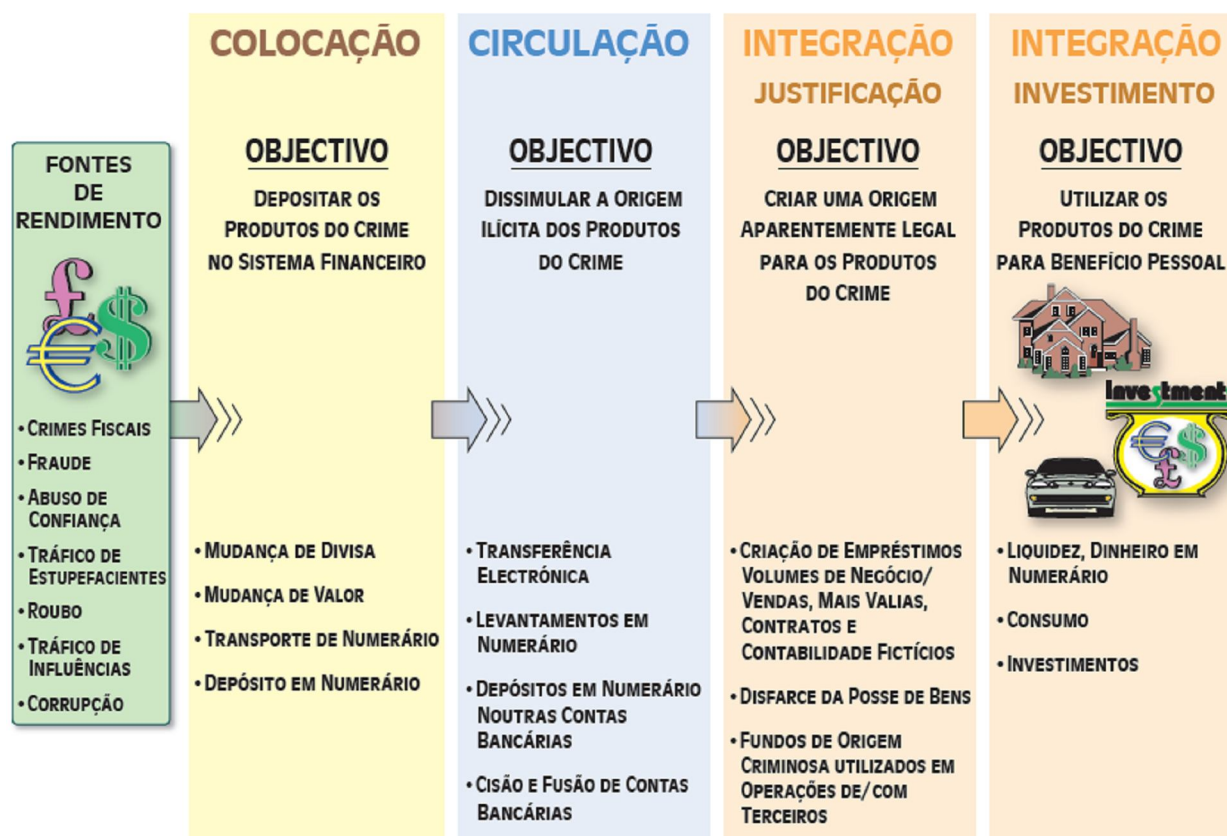 FONTES
DE
RENDIMENTO
• CRIMES FISCAIS
• FRAUDE
• ABUSO DE
CONFIANÇA
• TRÁFICO DE
ESTUPEFACIENTES
• ROUBO
• TRÁFICO DE
INFLUÊNCIAS
• CORRUPÇÃO
COLOCAÇÃO
OBJECTIVO
DEPOSITAR OS
PRODUTOS DO CRIME
NO SISTEMA FINANCEIRO
• MUDANÇA DE DIVISA
• MUDANÇA DE VALOR
• TRANSPORTE DE NUMERÁRIO
• DEPÓSITO EM NUMERÁRIO
CIRCULAÇÃO
OBJECTIVO
DISSIMULAR A ORIGEM
ILÍCITA DOS PRODUTOS
DO CRIME
• TRANSFERÊNCIA
ELECTRÓNICA
• LEVANTAMENTOS EM
NUMERÁRIO
• DEPÓSITOS EM NUMERÁRIO
NOUTRAS CONTAS
BANCÁRIAS
• CISÃO E FUSÃO DE CONTAS
BANCÁRIAS
INTEGRAÇÃO
JUSTIFICAÇÃO
OBJECTIVO
CRIAR UMA ORIGEM
APARENTEMENTE LEGAL
PARA OS PRODUTOS
DO CRIME
• CRIAÇÃO DE EMPRÉSTIMOS
VOLUMES DE NEGÓCIO/
VENDAS, MAIS VALIAS,
CONTRATOS E
CONTABILIDADE FICTÍCIOS
• DISFARCE DA POSSE DE BENS
• FUNDOS DE ORIGEM
CRIMINOSA UTILIZADOS EM
OPERAÇÕES DE/COM
TERCEIROS
INTEGRAÇÃO
INVESTIMENTO
OBJECTIVO
UTILIZAR OS
PRODUTOS DO CRIME
PARA BENEFÍCIO PESSOAL
Investment
• LIQUIDEZ, DINHEIRO EM
NUMERÁRIO
• CONSUMO
• INVESTIMENTOS